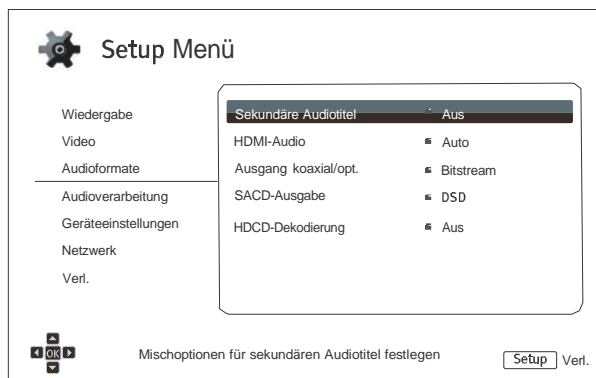 Setup Menü
Wiedergabe
Video
Audioformate
Audioverarbeitung
Geräteeinstellungen
Netzwerk
Verl.
Sekundäre Audiotitel Aus
HDMI-Audio Auto
Ausgang koaxial/opt. Bitstream
SACD-Ausgabe DSD
HDCD-Dekodierung Aus
OK
Mischoptionen für sekundären Audiotitel festlegen
Setup Verl.